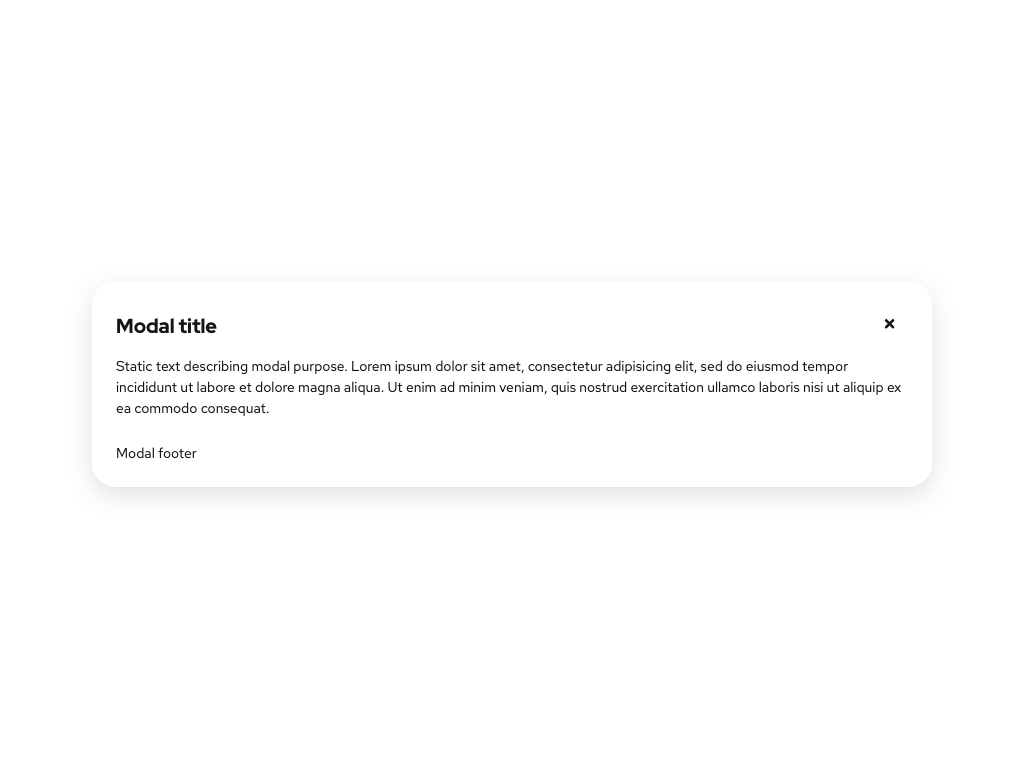 Modal title
Static text describing modal purpose. Lorem ipsum dolor sit amet, consectetur adipisicing elit, sed do eiusmod tempor
incididunt ut labore et dolore magna aliqua. Ut enim ad minim veniam, quis nostrud exercitation ullamco laboris nisi ut aliquip ex
ea commodo consequat.
Modal footer